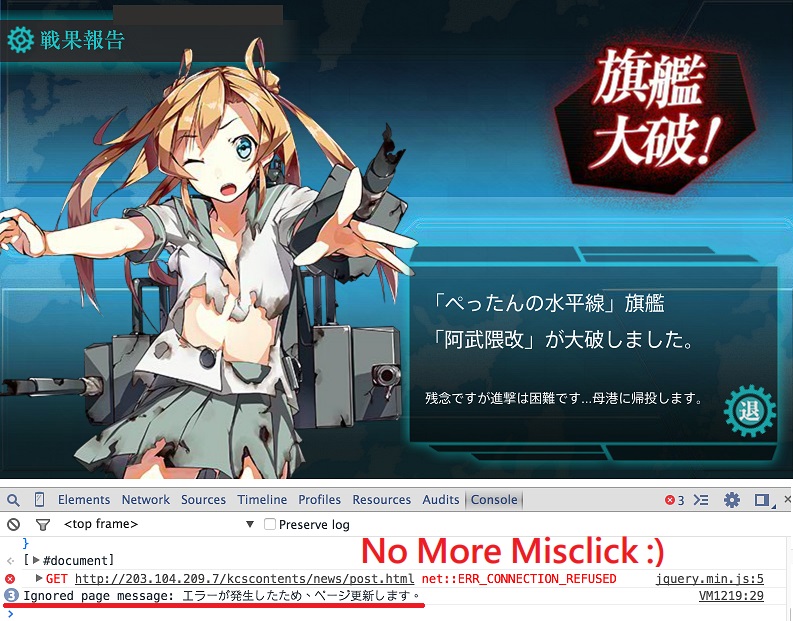 戦果報告
旗艦
大破!
「ぺったんの水平線」旗艦
「阿武隈改」が大破しました。
残念ですが進撃は困難です...母港に帰投します。
退
Elements Network Sources Timeline Profiles Resources Audits Console 3
<top frame> ▼ Preserve log
}
[▶#document]
No More Misclick :)
▶GET http://203.104.209.7/kcscontents/news/post.html net::ERR_CONNECTION_REFUSED jquery.min.js:5
3 Ignored page message: エラーが発生したため、ページ更新します。 VM1219:29
>